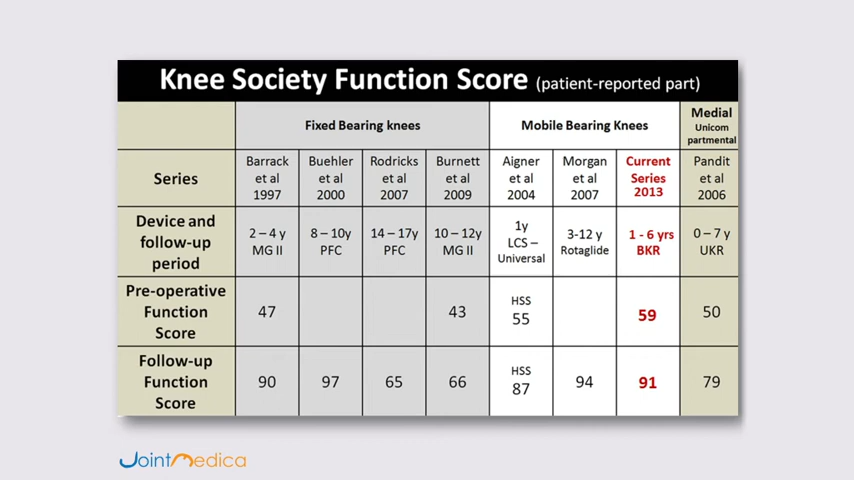 Knee Society Function Score (patient-reported part)
Fixed Bearing knees
Mobile Bearing Knees
Medial
Unicom
partmental
Series
Barrack
et al
1997
Buehler
et al
2000
Rodricks
et al
2007
Burnett
et al
2009
Aigner
et al
2004
Morgan
et al
2007
Current
Series
2013
Pandit
et al
2006
Device and
follow-up
period
2 – 4 y
MG II
8 – 10y
PFC
14 – 17y
PFC
10 – 12y
MG II
1y
LCS –
Universal
3-12 y
Rotaglide
1 - 6 yrs
BKR
0 – 7 y
UKR
Pre-operative
Function
Score
47
43
HSS
55
59
50
Follow-up
Function
Score
90
97
65
66
HSS
87
94
91
79
JointMedica